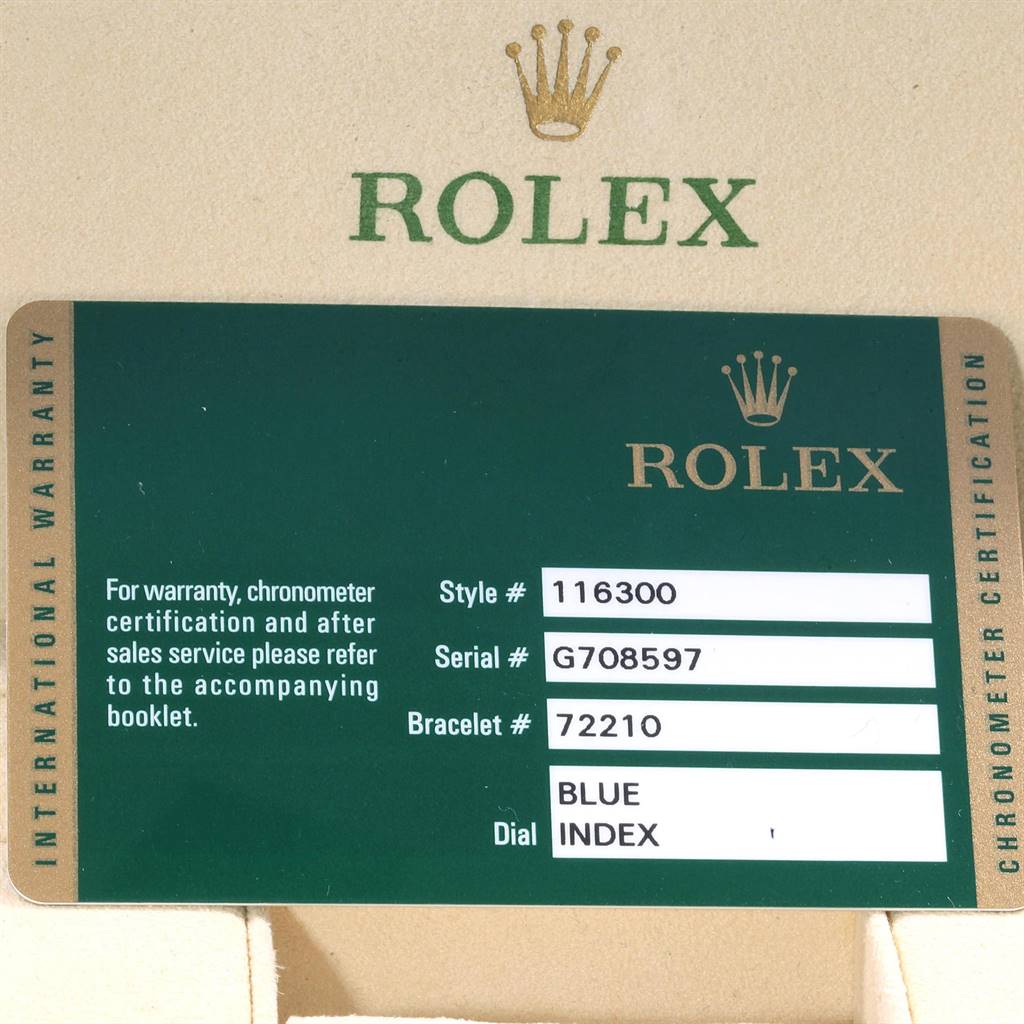 ROLEX
INTERNATIONAL WARRANTY
ROLEX
For warranty, chronometer
certification and after
sales service please refer
to the accompanying
booklet.
Style # 116300
Serial # G708597
Bracelet # 72210
Dial BLUE
INDEX
CHRONOMETER CERTIFICATION